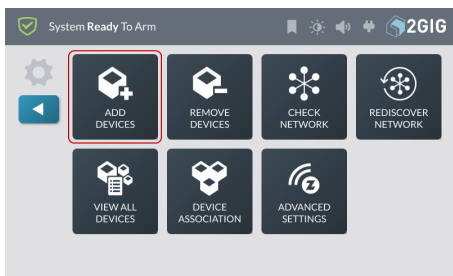 System Ready To Arm
2GIG
ADD
DEVICES
REMOVE
DEVICES
CHECK
NETWORK
REDISCOVER
NETWORK
VIEW ALL
DEVICES
DEVICE
ASSOCIATION
ADVANCED
SETTINGS